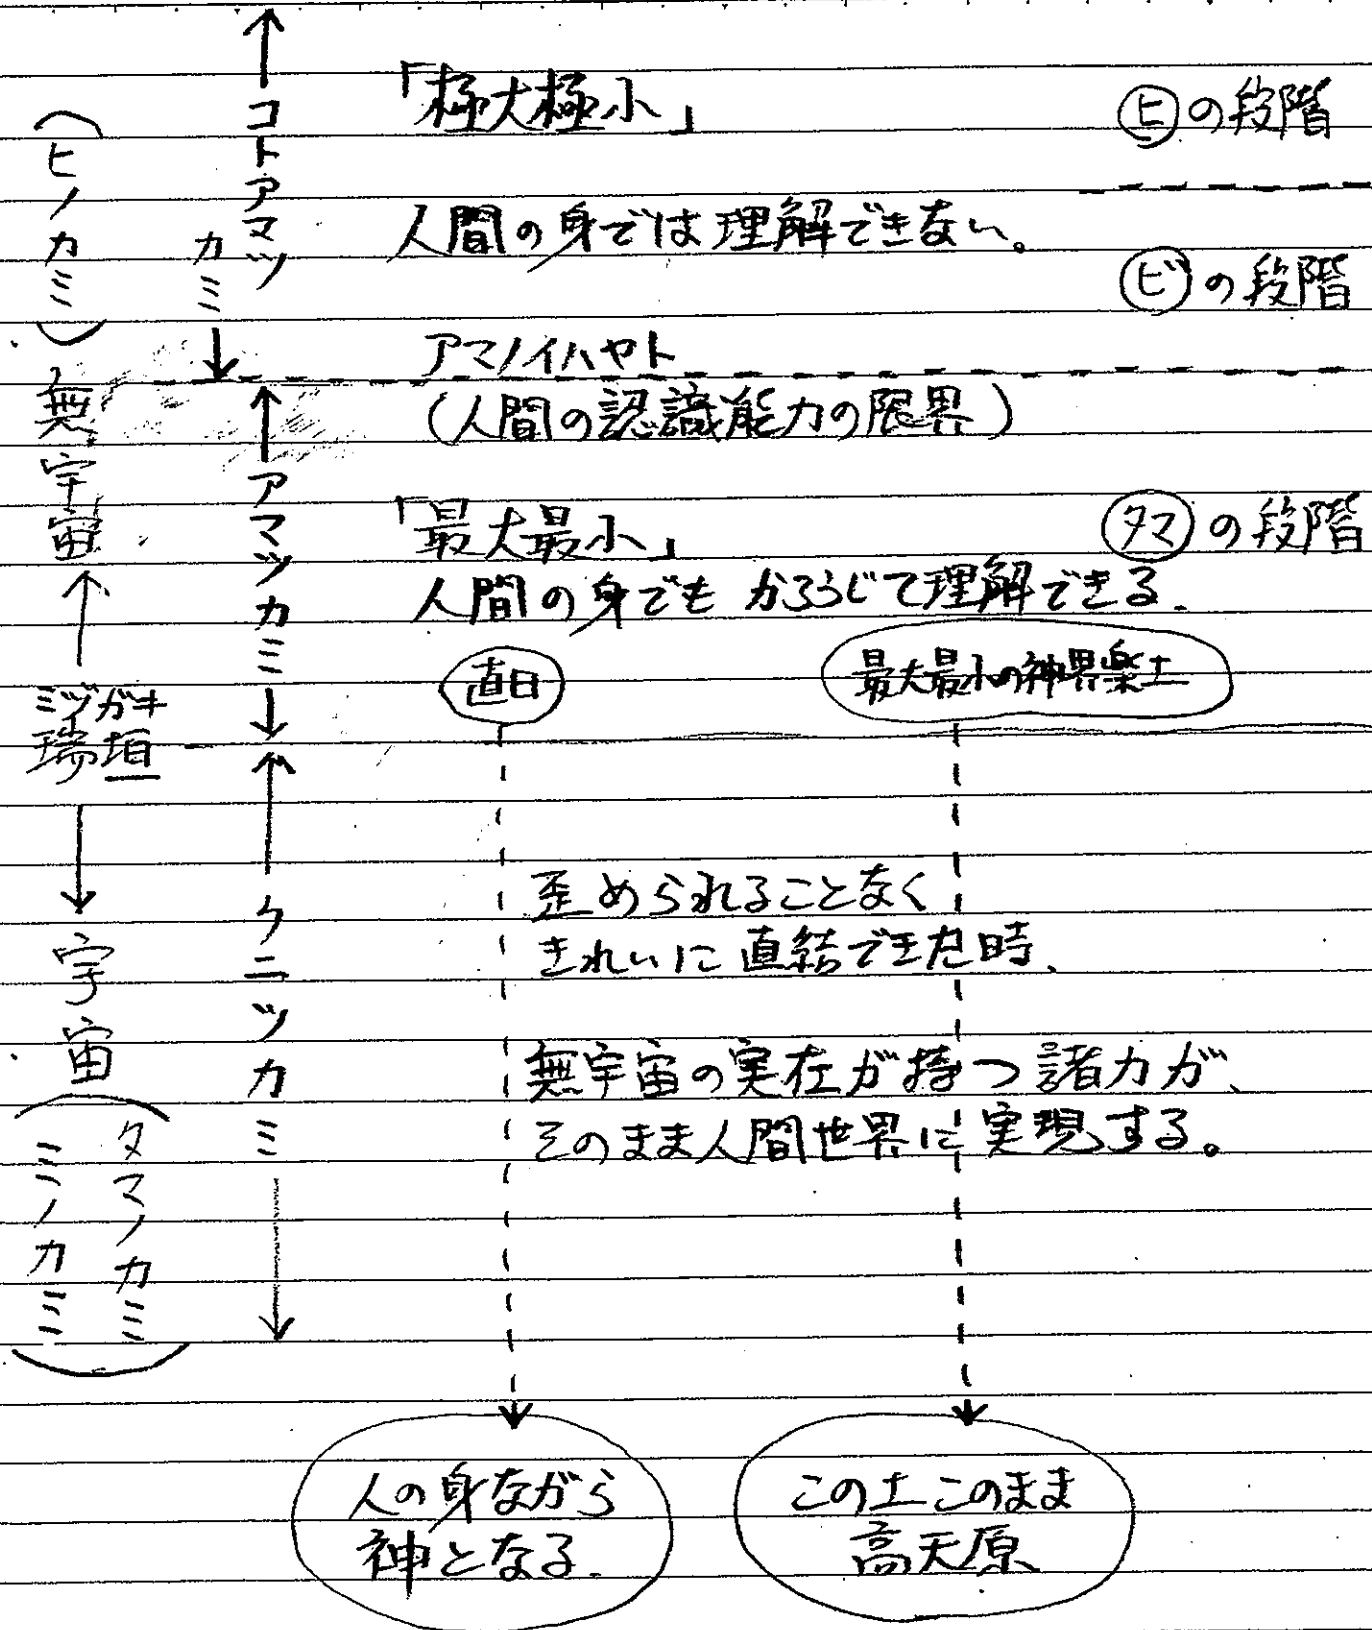 「極大極小」
人間の身では理解できない。
㋪の段階
ビの段階
コトアマツ
カミ
(ヒノカミ)
無宇宙
アマノイハヤト
(人間の認識能力の限界)
アマツカミ
「最大最小」
人間の身でも かろうじて理解できる.
タマの段階
直日
最大最小の神界楽土
ミヅガキ
瑞垣
クニツカミ
宇宙
(タマノカミ
ミノカミ)
歪められることなく
きれいに直結できた時、
無宇宙の実在が持つ諸力が、
そのまま人間世界に実現する。
人の身ながら
神となる.
この土このまま
高天原